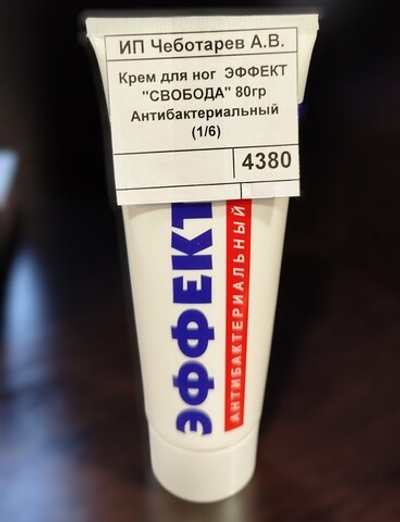 ИП Чеботарев А.В.
Крем для ног ЭФФЕКТ
"СВОБОДА" 80гр
Антибактериальный
(1/6)
4380
ЭФФЕКТ
АНТИБАКТЕРИАЛЬНЫЙ